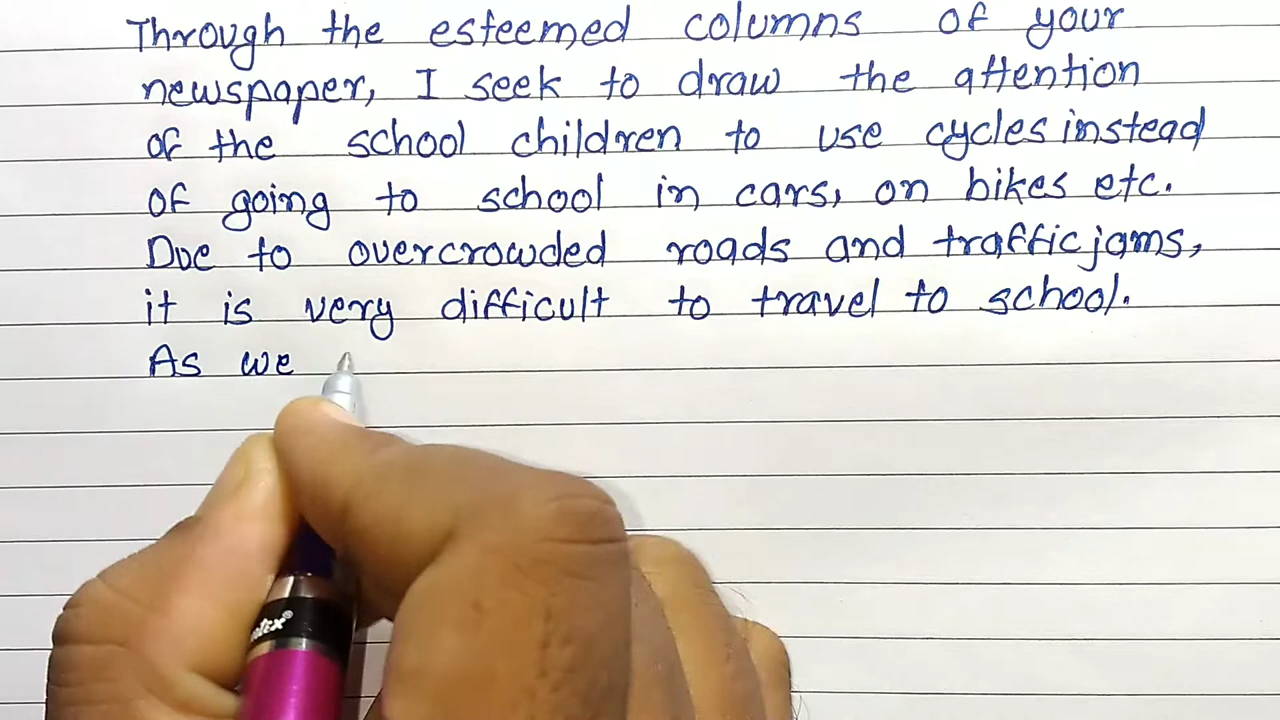 Through the esteemed columns of your
newspaper, I seek to draw the attention
of the school children to use cycles instead
of going to school in cars, on bikes etc.
Due to overcrowded roads and traffic jams,
it is very difficult to travel to school.
As we